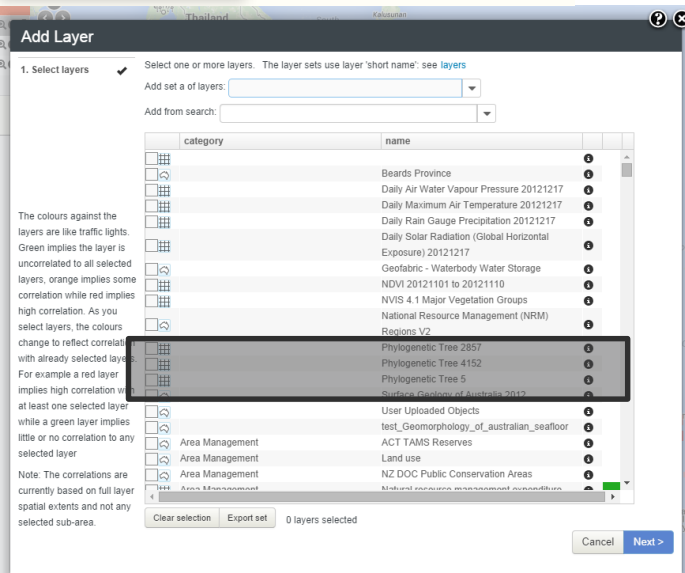 Thailand
South
Kalusunan
Add Layer
1. Select layers
Select one or more layers. The layer sets use layer 'short name': see layers
Add set a of layers:
Add from search:
category name
Beards Province
Daily Air Water Vapour Pressure 20121217
Daily Maximum Air Temperature 20121217
Daily Rain Gauge Precipitation 20121217
Daily Solar Radiation (Global Horizontal
Exposure) 20121217
Geofabric - Waterbody Water Storage
NDVI 20121101 to 20121110
NVIS 4.1 Major Vegetation Groups
National Resource Management (NRM)
Regions V2
Phylogenetic Tree 2857
Phylogenetic Tree 4152
Phylogenetic Tree 5
Surface Geology of Australia 2012
User Uploaded Objects
test_Geomorphology_of_australian_seafloor
Area Management ACT TAMS Reserves
Area Management Land use
Area Management NZ DOC Public Conservation Areas
Area Management Natural resource management expenditure
The colours against the
layers are like traffic lights.
Green implies the layer is
uncorrelated to all selected
layers, orange implies some
correlation while red implies
high correlation. As you
select layers, the colours
change to reflect correlation
with already selected layers.
For example a red layer
implies high correlation with
at least one selected layer
while a green layer implies
little or no correlation to any
selected layer
Note: The correlations are
currently based on full layer
spatial extents and not any
selected sub-area.
Clear selection Export set 0 layers selected
Cancel Next >